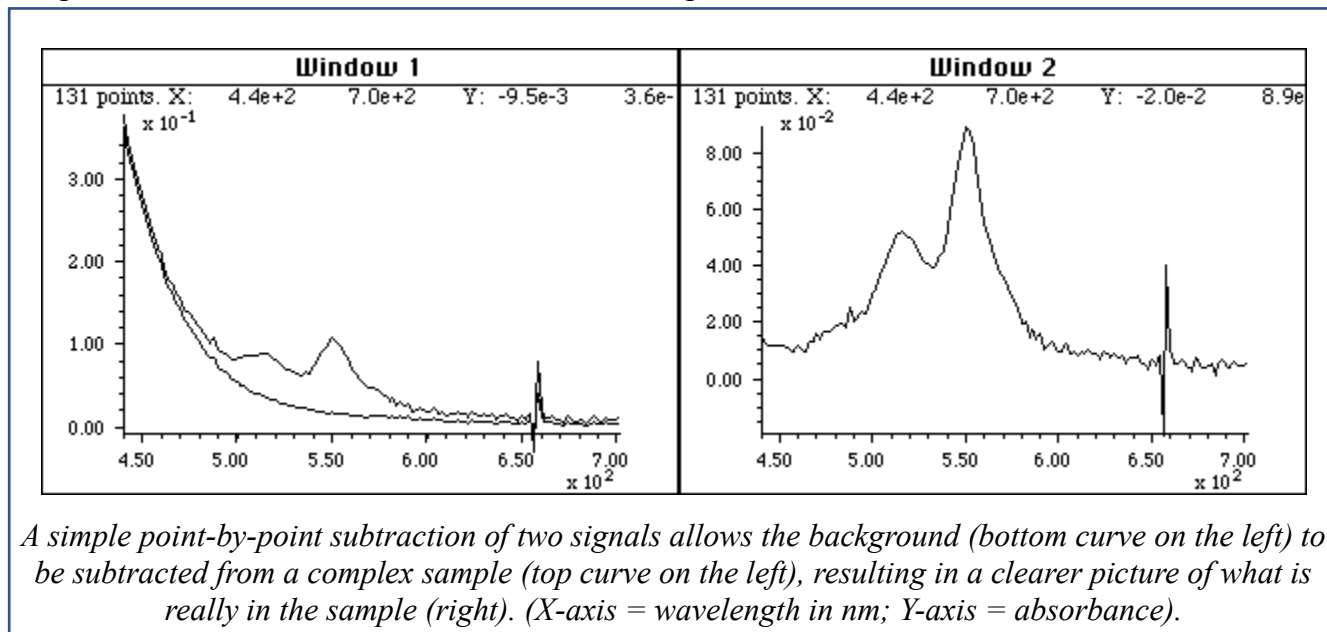 Window 1
131 points. X: 4.4e+2 7.0e+2 Y: -9.5e-3 3.6e-
x 10-1
3.00
2.00
1.00
0.00
4.50 5.00 5.50 6.00 6.50 7.00
x 102
Window 2
131 points. X: 4.4e+2 7.0e+2 Y: -2.0e-2 8.9e
x 10-2
8.00
6.00
4.00
2.00
0.00
4.50 5.00 5.50 6.00 6.50 7.00
x 102
A simple point-by-point subtraction of two signals allows the background (bottom curve on the left) to
be subtracted from a complex sample (top curve on the left), resulting in a clearer picture of what is
really in the sample (right). (X-axis = wavelength in nm; Y-axis = absorbance).